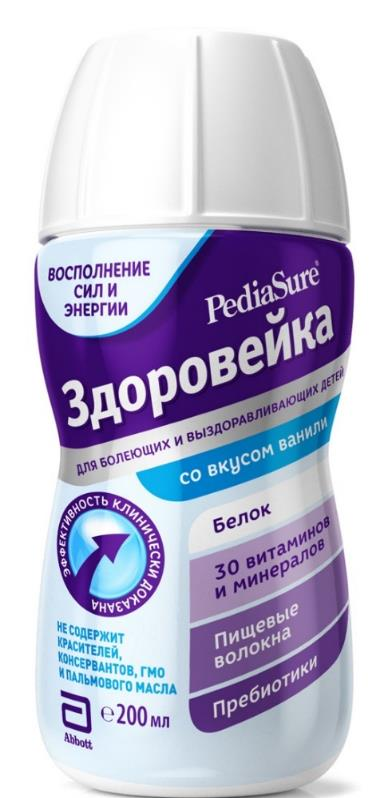 ВОСПОЛНЕНИЕ
СИЛ И
ЭНЕРГИИ
PediaSure®
Здоровейка
ДЛЯ БОЛЕЮЩИХ И ВЫЗДОРАВЛИВАЮЩИХ ДЕТЕЙ
СО ВКУСОМ ВАНИЛИ
ЭФФЕКТИВНОСТЬ КЛИНИЧЕСКИ ДОКАЗАНА
Белок
30 витаминов
и минералов
Пищевые
волокна
Пребиотики
НЕ СОДЕРЖИТ
КРАСИТЕЛЕЙ,
КОНСЕРВАНТОВ, ГМО
И ПАЛЬМОВОГО МАСЛА
Abbott
℮200 МЛ